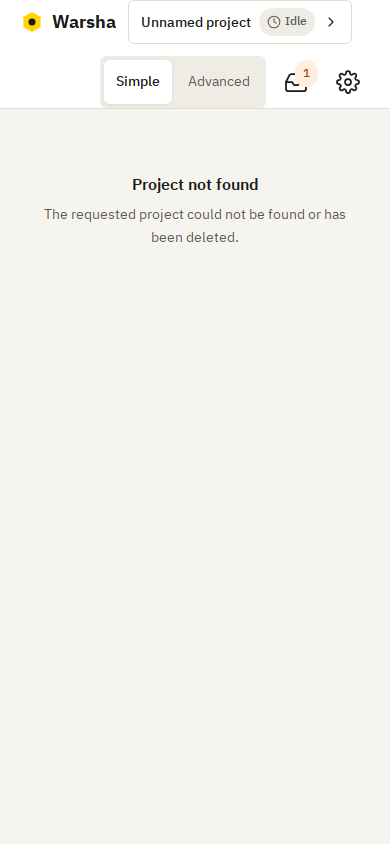 Warsha
Unnamed project
Idle
Simple
Advanced
1
Project not found
The requested project could not be found or has
been deleted.